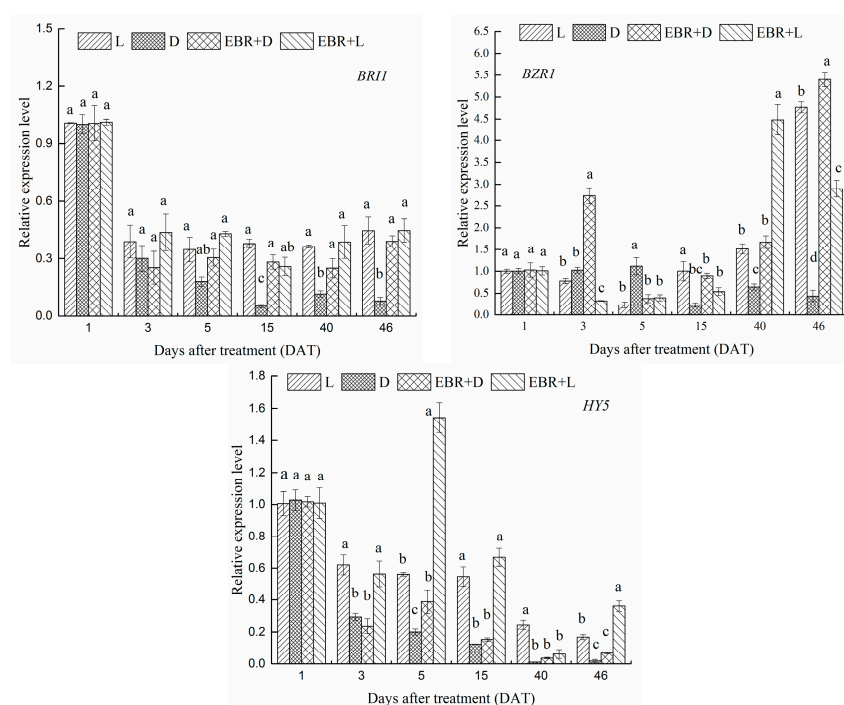 1.5
1.2
0.9
0.6
0.3
0.0
Relative expression level
L D EBR+D EBR+L
BRI1
a a a a
a a a a
a ab a a
a c a ab
a b a a
a b a a
1 3 5 15 40 46
Days after treatment (DAT)
6.5
6.0
5.5
5.0
4.5
4.0
3.5
3.0
2.5
2.0
1.5
1.0
0.5
0.0
Relative expression level
L D EBR+D EBR+L
BZR1
a a a a
b b a c
b a b b
a bc a b
b c b a
b d a c
1 3 5 15 40 46
Days after treatment (DAT)
1.8
1.6
1.4
1.2
1.0
0.8
0.6
0.4
0.2
0.0
Relative expression level
L D EBR+D EBR+L
HY5
a a a a
a b b a
b c b a
a b b a
a b b b
b c c a
1 3 5 15 40 46
Days after treatment (DAT)